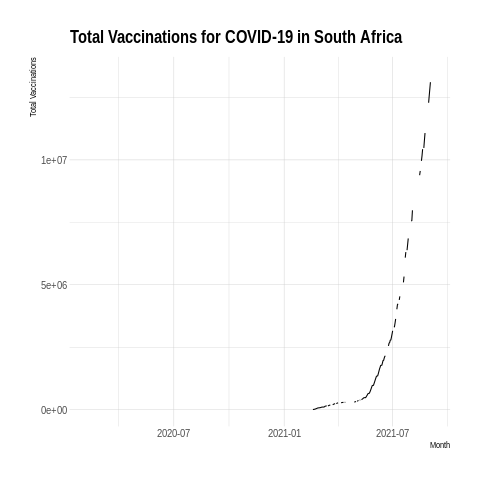 Total Vaccinations for COVID-19 in South Africa
Total Vaccinations
1e+07
5e+06
0e+00
2020-07
2021-01
2021-07
Month